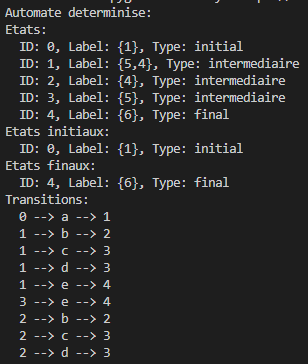 Automate determinise:
Etats:
ID: 0, Label: {1}, Type: initial
ID: 1, Label: {5,4}, Type: intermediaire
ID: 2, Label: {4}, Type: intermediaire
ID: 3, Label: {5}, Type: intermediaire
ID: 4, Label: {6}, Type: final
Etats initiaux:
ID: 0, Label: {1}, Type: initial
Etats finaux:
ID: 4, Label: {6}, Type: final
Transitions:
0 --> a --> 1
1 --> b --> 2
1 --> c --> 3
1 --> d --> 3
1 --> e --> 4
3 --> e --> 4
2 --> b --> 2
2 --> c --> 3
2 --> d --> 3